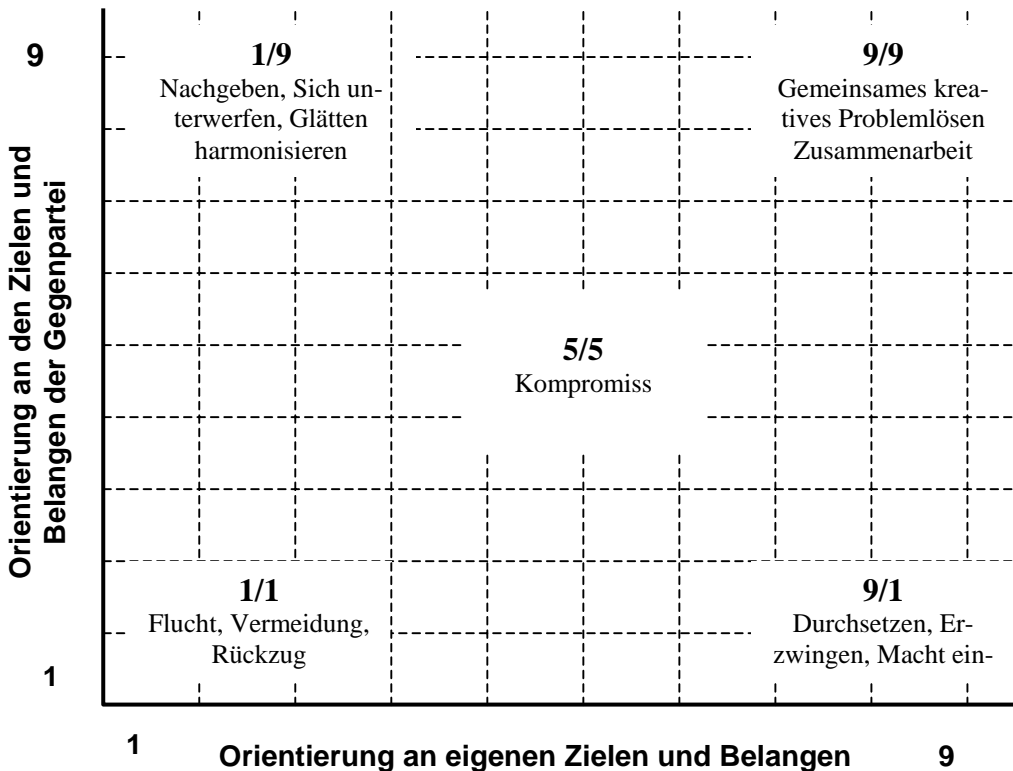 9
1/9
Nachgeben, Sich un-
terwerfen, Glätten
harmonisieren
9/9
Gemeinsames krea-
tives Problemlösen
Zusammenarbeit
Orientierung an den Zielen und
Belangen der Gegenpartei
5/5
Kompromiss
1/1
Flucht, Vermeidung,
Rückzug
9/1
Durchsetzen, Er-
zwingen, Macht ein-
1
1
Orientierung an eigenen Zielen und Belangen
9